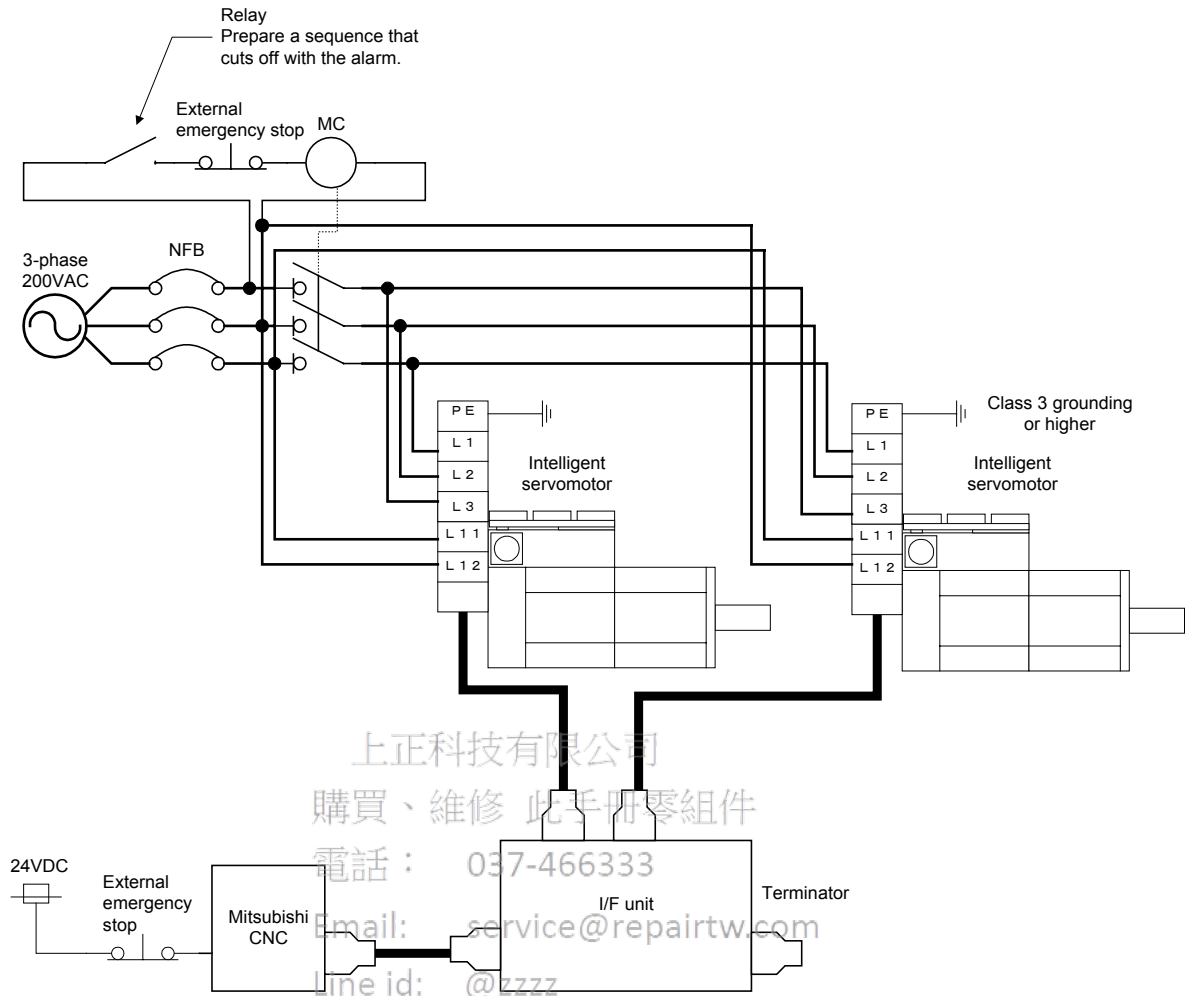 Relay
Prepare a sequence that
cuts off with the alarm.
External
emergency stop
MC
NFB
3-phase
200VAC
PE
L1
L2
L3
L11
L12
Intelligent
servomotor
PE
L1
L2
L3
L11
L12
Class 3 grounding
or higher
Intelligent
servomotor
上正科技有限公司
購買、維修 此手冊零組件
電話： 037-466333
Email: service@repairtw.com
Line id: @zzzz
24VDC
External
emergency
stop
Mitsubishi
CNC
I/F unit
Terminator